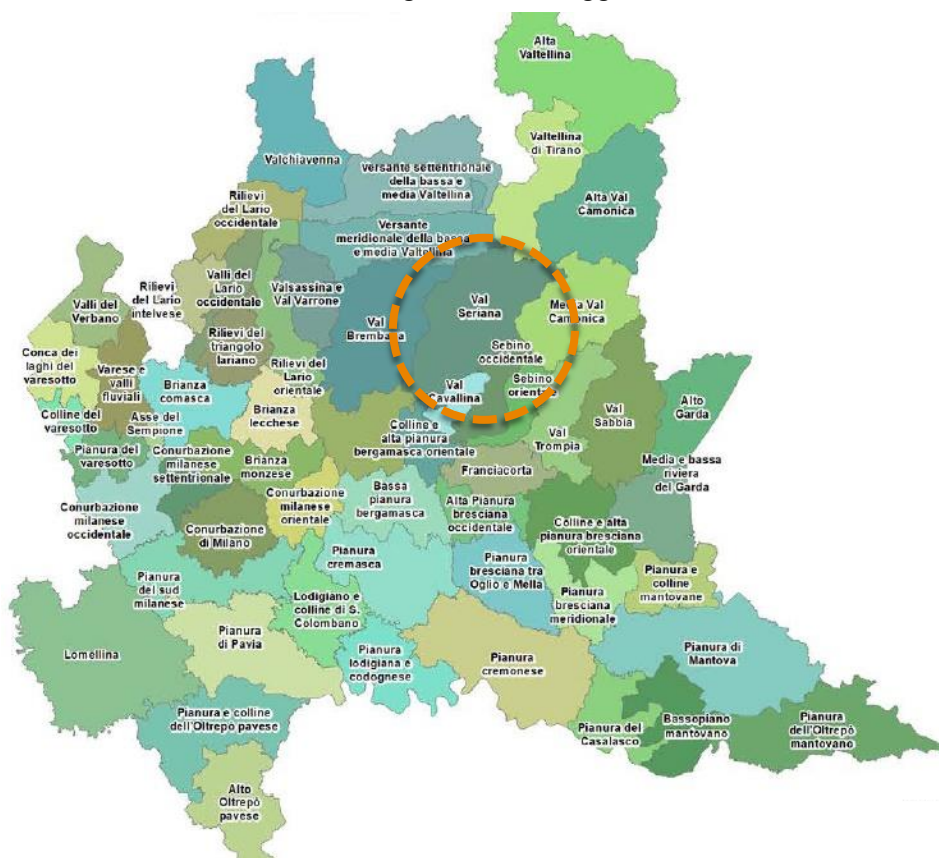 Alta
Valtellina
Valtellina
di Tirano
Valchiavenna
versante settentrionale
della bassa e
media Valtellina
Alta Val
Camonica
Rilievi
del Lario
occidentale
Versante
meridionale della bassa
e media Valtellina
Valli del
Verbano
Rilievi
del Lario
intelvese
Valli del
Lario
occidentale
Valsassina e
Val Varrone
Val
Brembana
Val
Seriana
Media Val
Camonica
Conca dei
laghi del
varesotto
Varese e
valli
fluviali
Rilievi del
triangolo
lariano
Rilievi del
Lario
orientale
Sebino
occidentale
Sebino
orientale
Val
Cavallina
Brianza
comasca
Brianza
lecchese
Val
Sabbia
Alto
Garda
Colline del
varesotto
Asse del
Sempione
Colline e
alta pianura
bergamasca orientale
Val
Trompia
Pianura del
varesotto
Conurbazione
milanese
settentrionale
Brianza
monzese
Franciacorta
Media e bassa
riviera
del Garda
Conurbazione
milanese
occidentale
Conurbazione
di Milano
Conurbazione
milanese
orientale
Bassa
pianura
bergamasca
Alta Pianura
bresciana
occidentale
Colline e alta
pianura bresciana
orientale
Pianura
del sud
milanese
Pianura
cremasca
Pianura
bresciana tra
Oglio e Mella
Pianura e
colline
mantovane
Lodigiano e
colline di S.
Colombano
Pianura
bresciana
meridionale
Lomellina
Pianura
di Pavia
Pianura
lodigiana e
codognese
Pianura
cremonese
Pianura di
Mantova
Pianura e colline
dell'Oltrepò pavese
Pianura del
Casalasco
Bassopiano
mantovano
Pianura
dell'Oltrepò
mantovano
Alto
Oltrepò
pavese